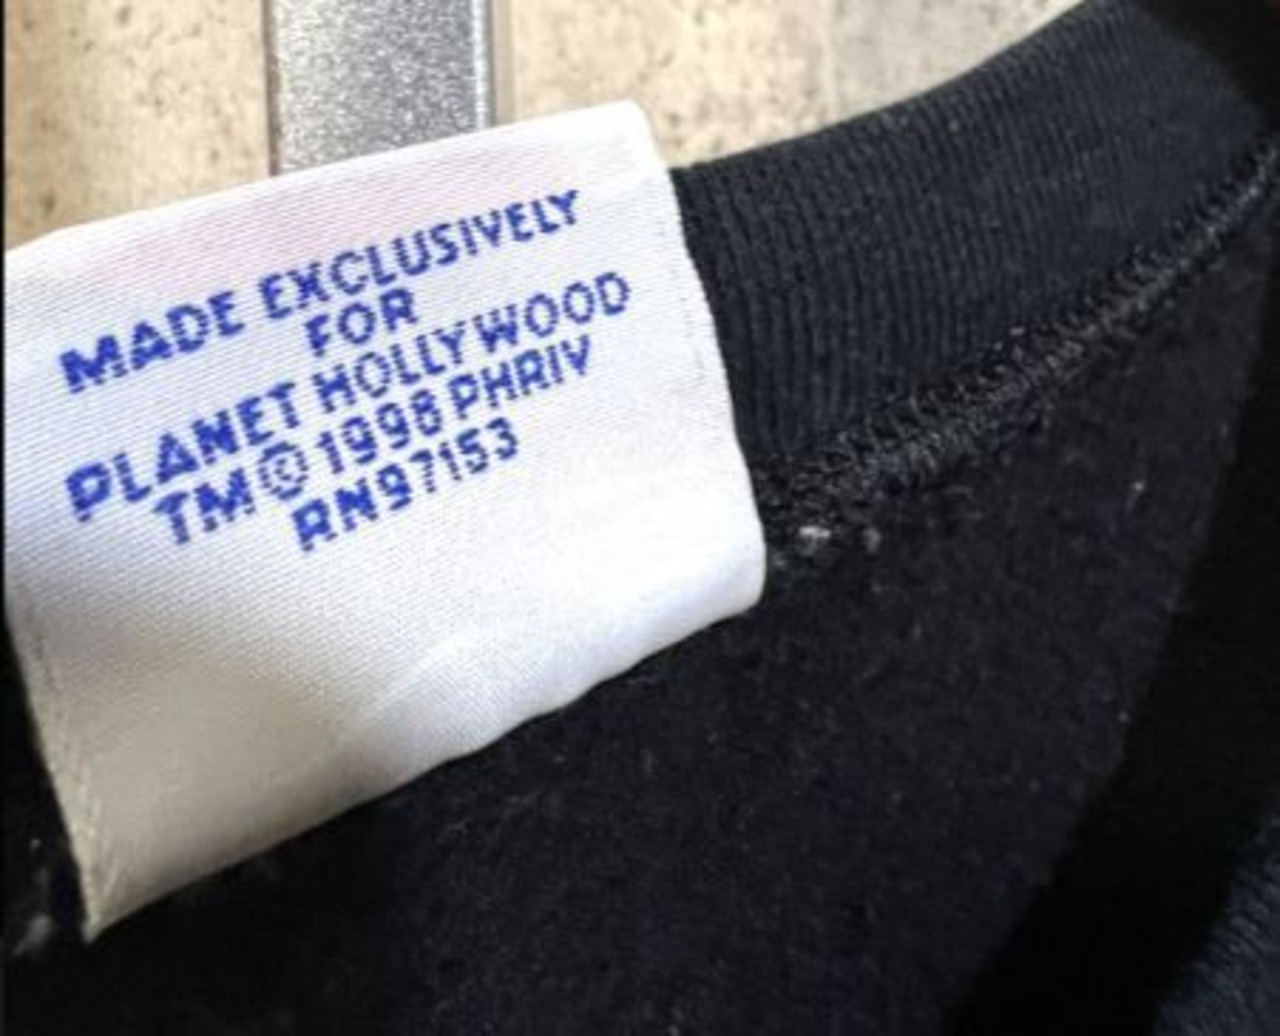 MADE EXCLUSIVELY
FOR
PLANET HOLLYWOOD
TM® 1998 PHRIV
RN97153